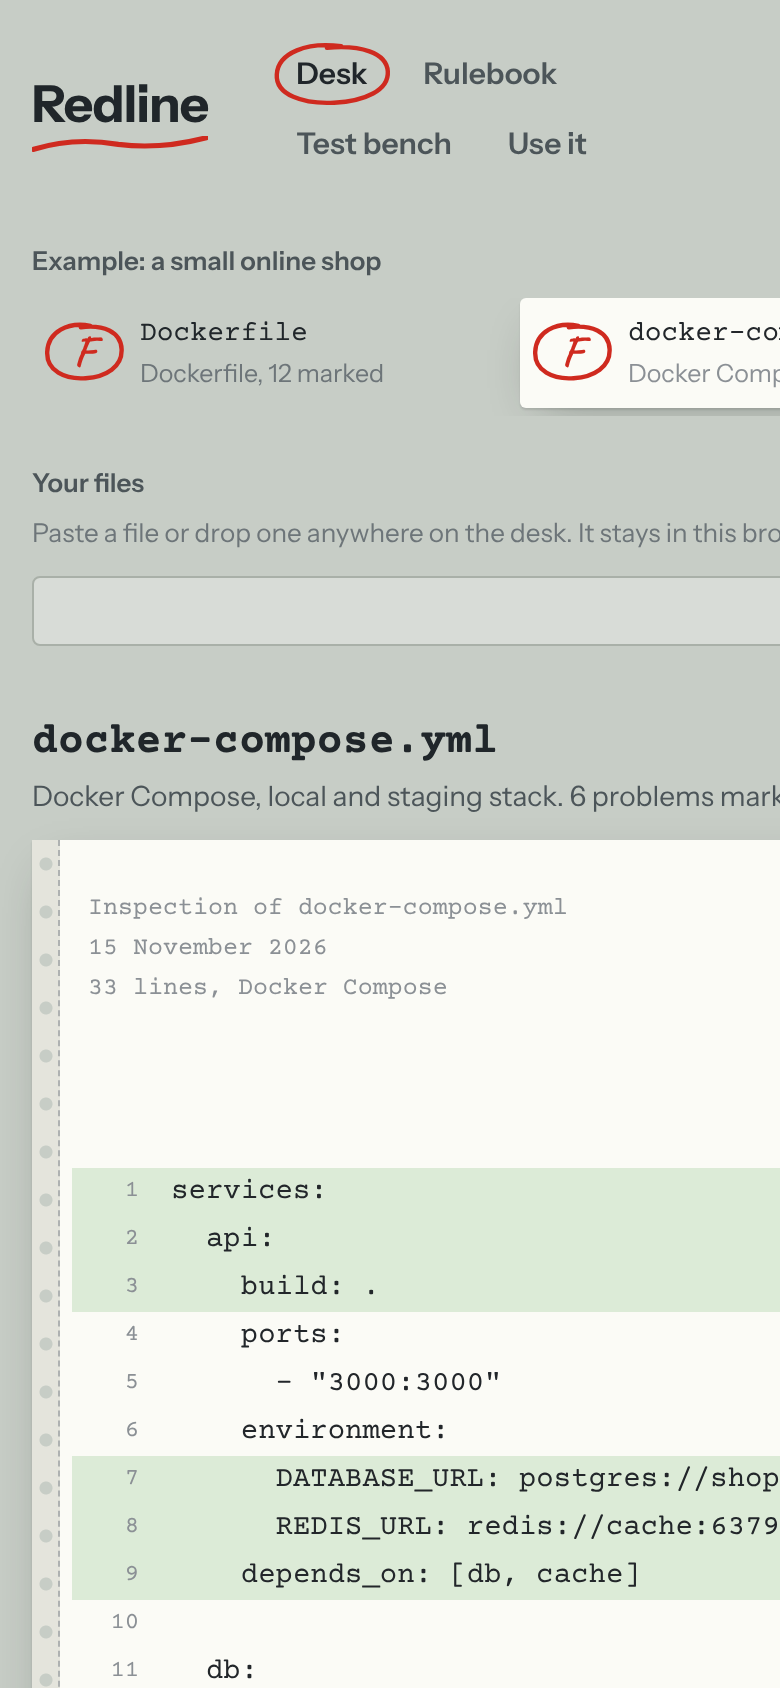 Redline
Desk
Rulebook
Test bench
Use it
Example: a small online shop
F
Dockerfile
Dockerfile, 12 marked
F
docker-co
Docker Comp
Your files
Paste a file or drop one anywhere on the desk. It stays in this bro
docker-compose.yml
Docker Compose, local and staging stack. 6 problems mark
Inspection of docker-compose.yml
15 November 2026
33 lines, Docker Compose
1 services:
2 api:
3 build: .
4 ports:
5 - "3000:3000"
6 environment:
7 DATABASE_URL: postgres://shop
8 REDIS_URL: redis://cache:6379
9 depends_on: [db, cache]
10
11 db: